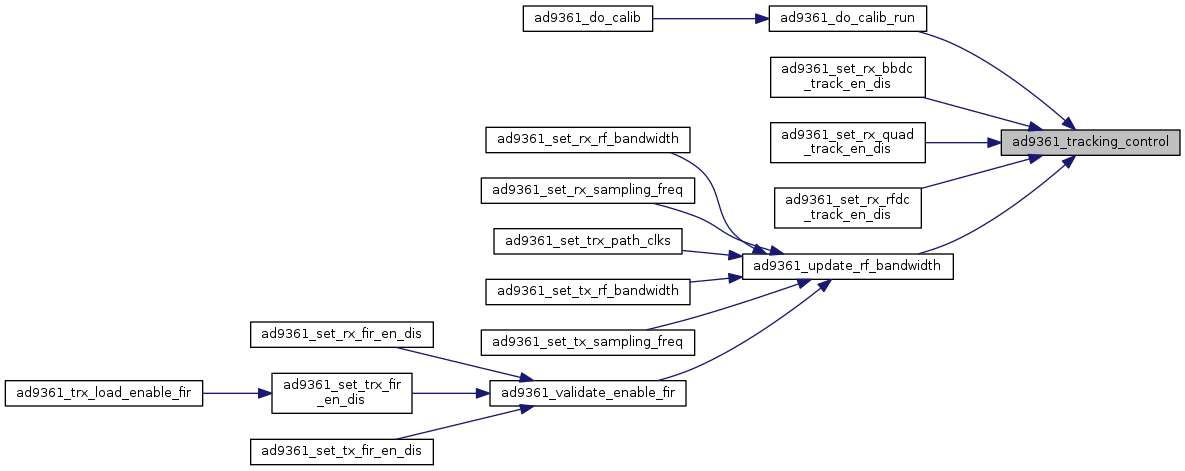 ad9361_do_calib
ad9361_do_calib_run
ad9361_set_rx_bbdc
_track_en_dis
ad9361_set_rx_quad
_track_en_dis
ad9361_tracking_control
ad9361_set_rx_rf_bandwidth
ad9361_set_rx_sampling_freq
ad9361_set_rx_rfdc
_track_en_dis
ad9361_set_trx_path_clks
ad9361_update_rf_bandwidth
ad9361_set_tx_rf_bandwidth
ad9361_set_rx_fir_en_dis
ad9361_set_tx_sampling_freq
ad9361_trx_load_enable_fir
ad9361_set_trx_fir
_en_dis
ad9361_validate_enable_fir
ad9361_set_tx_fir_en_dis